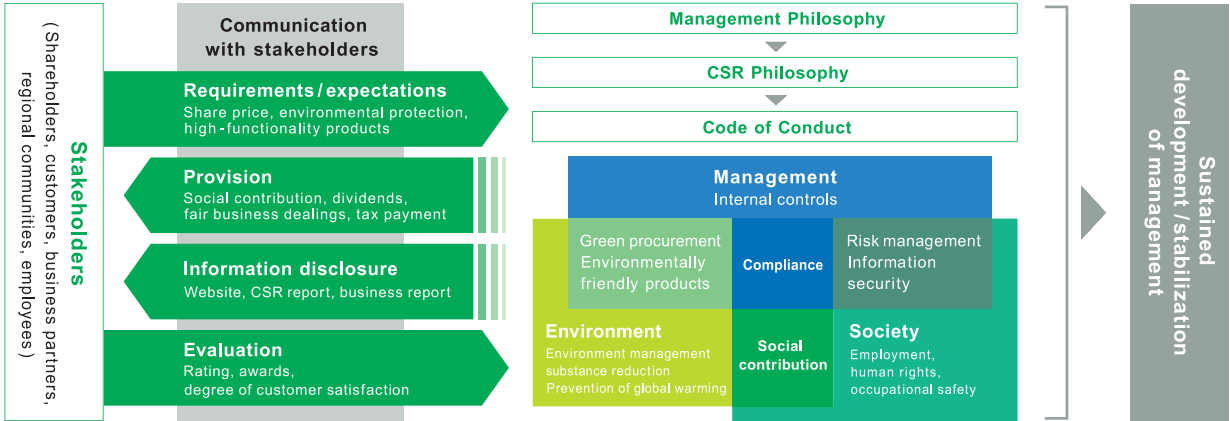 Stakeholders
(Shareholders, customers, business partners,
regional communities, employees)
Communication
with stakeholders
Requirements/expectations
Share price, environmental protection,
high-functionality products
Provision
Social contribution, dividends,
fair business dealings, tax payment
Information disclosure
Website, CSR report, business report
Evaluation
Rating, awards,
degree of customer satisfaction
Management Philosophy
CSR Philosophy
Code of Conduct
Management
Internal controls
Green procurement
Environmentally
friendly products
Compliance
Risk management
Information
security
Environment
Environment management
substance reduction
Prevention of global warming
Social
contribution
Society
Employment,
human rights,
occupational safety
Sustained
development/stabilization
of management